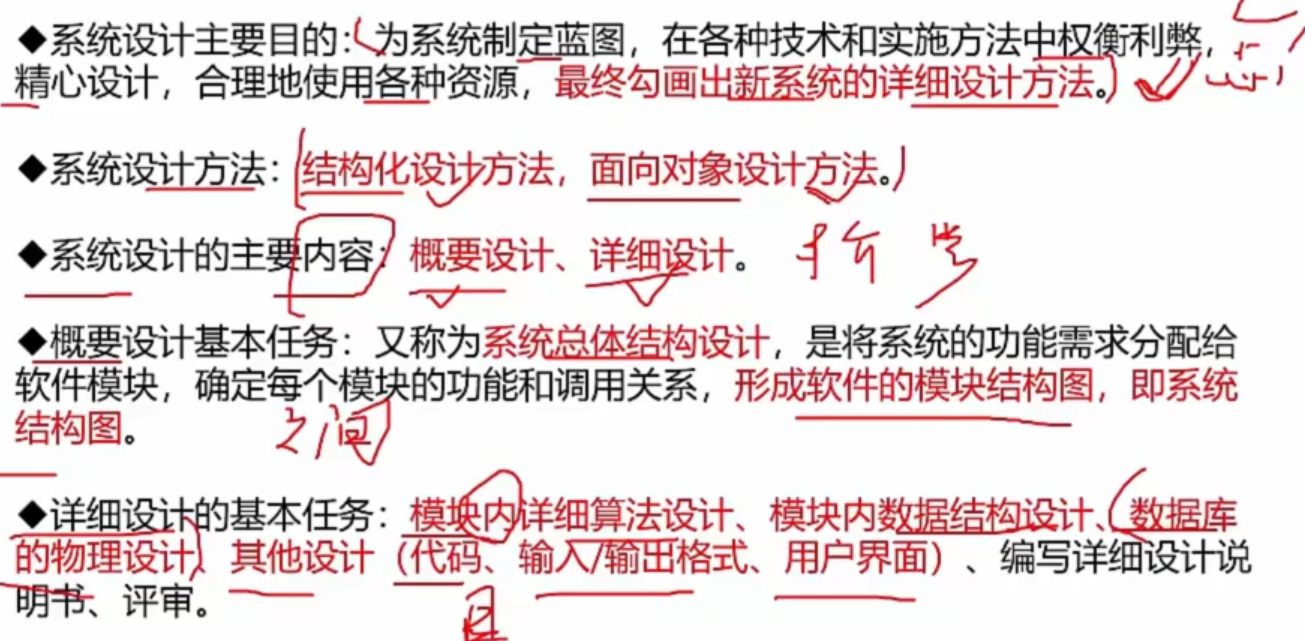 ◆系统设计主要目的：为系统制定蓝图，在各种技术和实施方法中权衡利弊，
精心设计，合理地使用各种资源，最终勾画出新系统的详细设计方法。
◆系统设计方法：结构化设计方法，面向对象设计方法。
◆系统设计的主要内容：概要设计、详细设计。
◆概要设计基本任务：又称为系统总体结构设计，是将系统的功能需求分配给
软件模块，确定每个模块的功能和调用关系，形成软件的模块结构图，即系统
结构图。
之间
◆详细设计的基本任务：模块内详细算法设计、模块内数据结构设计、数据库
的物理设计、其他设计（代码、输入/输出格式、用户界面）、编写详细设计说
明书、评审。